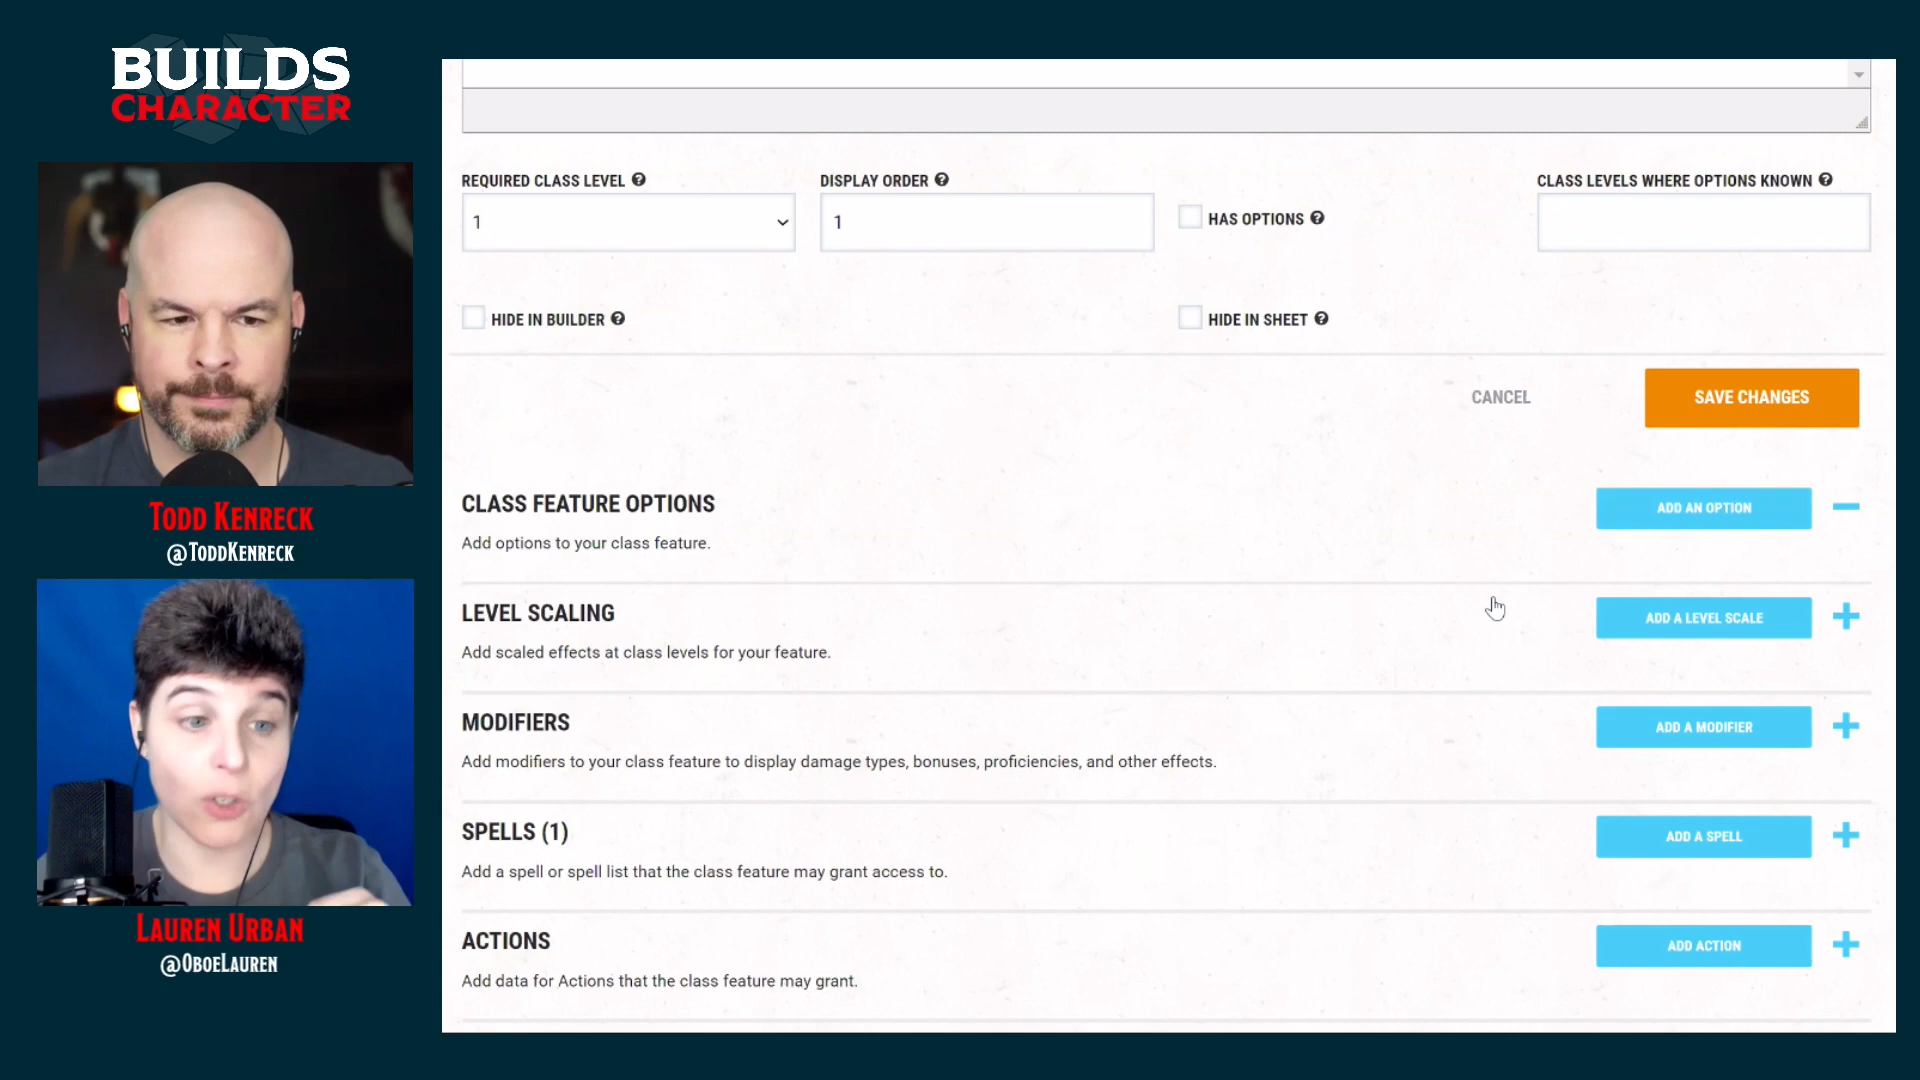 BUILDS
CHARACTER
TODD KENRECK
@TODDKENRECK
LAUREN URBAN
@OBOELAUREN
REQUIRED CLASS LEVEL
DISPLAY ORDER
CLASS LEVELS WHERE OPTIONS KNOWN
1
1
HAS OPTIONS
HIDE IN BUILDER
HIDE IN SHEET
CANCEL
SAVE CHANGES
CLASS FEATURE OPTIONS
ADD AN OPTION
Add options to your class feature.
LEVEL SCALING
ADD A LEVEL SCALE
Add scaled effects at class levels for your feature.
MODIFIERS
ADD A MODIFIER
Add modifiers to your class feature to display damage types, bonuses, proficiencies, and other effects.
SPELLS (1)
ADD A SPELL
Add a spell or spell list that the class feature may grant access to.
ACTIONS
ADD ACTION
Add data for Actions that the class feature may grant.